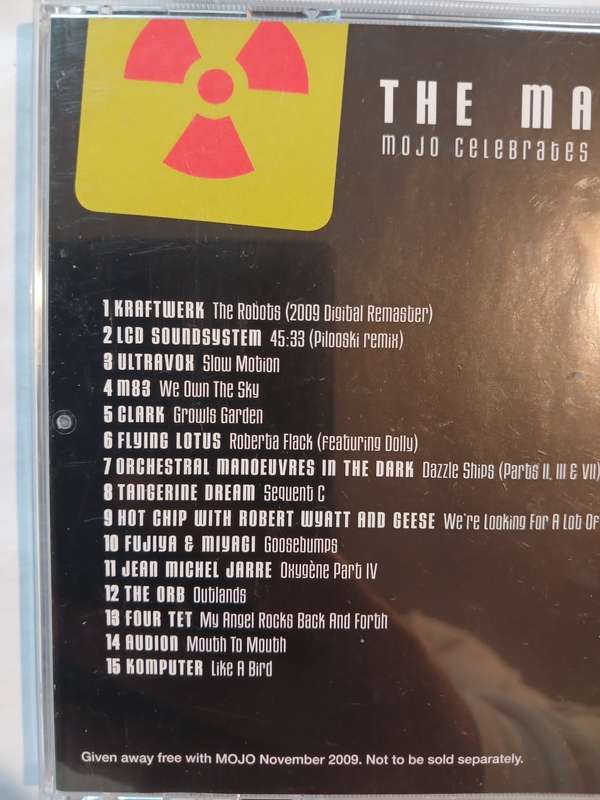 THE MA
MOJO CELEBRATES
1 KRAFTWERK The Robots (2009 Digital Remaster)
2 LCD SOUNDSYSTEM 45:33 (Pilooski remix)
3 ULTRAVOX Slow Motion
4 M83 We Own The Sky
5 CLARK Growls Garden
6 FLYING LOTUS Roberta Flack (featuring Dolly)
7 ORCHESTRAL MANOEUVRES IN THE DARK Dazzle Ships (Parts II, III & VII)
8 TANGERINE DREAM Sequent C
9 HOT CHIP WITH ROBERT WYATT AND GEESE We're Looking For A Lot Of
10 FUJIYA & MIYAGI Goosebumps
11 JEAN MICHEL JARRE Oxygène Part IV
12 THE ORB Outlands
13 FOUR TET My Angel Rocks Back And Forth
14 AUDION Mouth To Mouth
15 KOMPUTER Like A Bird
Given away free with MOJO November 2009. Not to be sold separately.